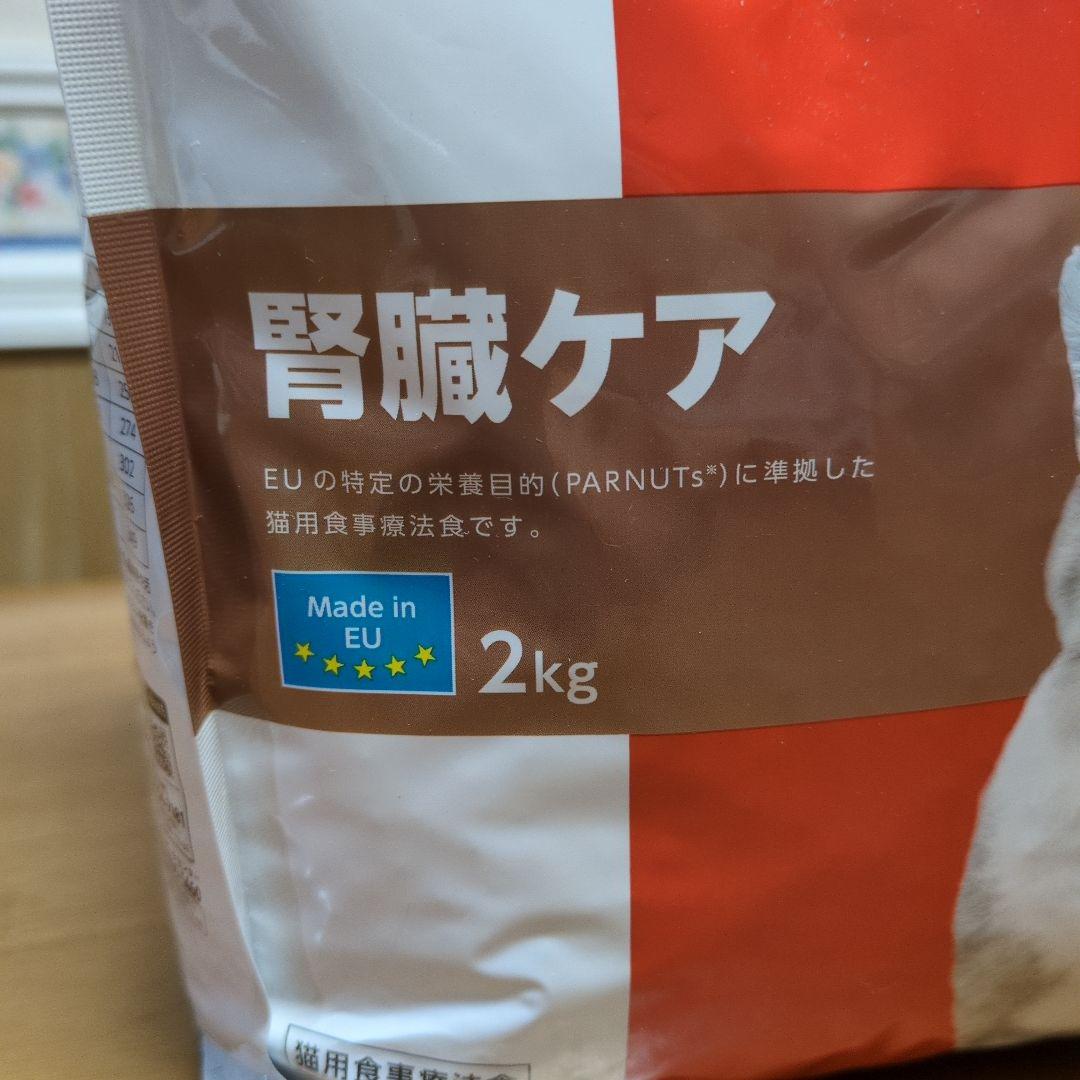 腎臓ケア
EUの特定の栄養目的(PARNUTs※)に準拠した
猫用食事療法食です。
Made in
EU
2kg
274
302
猫用食事療法食